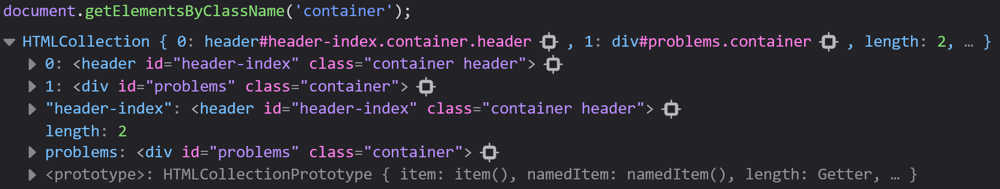 document.getElementsByClassName('container');
HTMLCollection { 0: header#header-index.container.header , 1: div#problems.container , length: 2, … }
0: <header id="header-index" class="container header">
1: <div id="problems" class="container">
"header-index": <header id="header-index" class="container header">
length: 2
problems: <div id="problems" class="container">
<prototype>: HTMLCollectionPrototype { item: item(), namedItem: namedItem(), length: Getter, … }